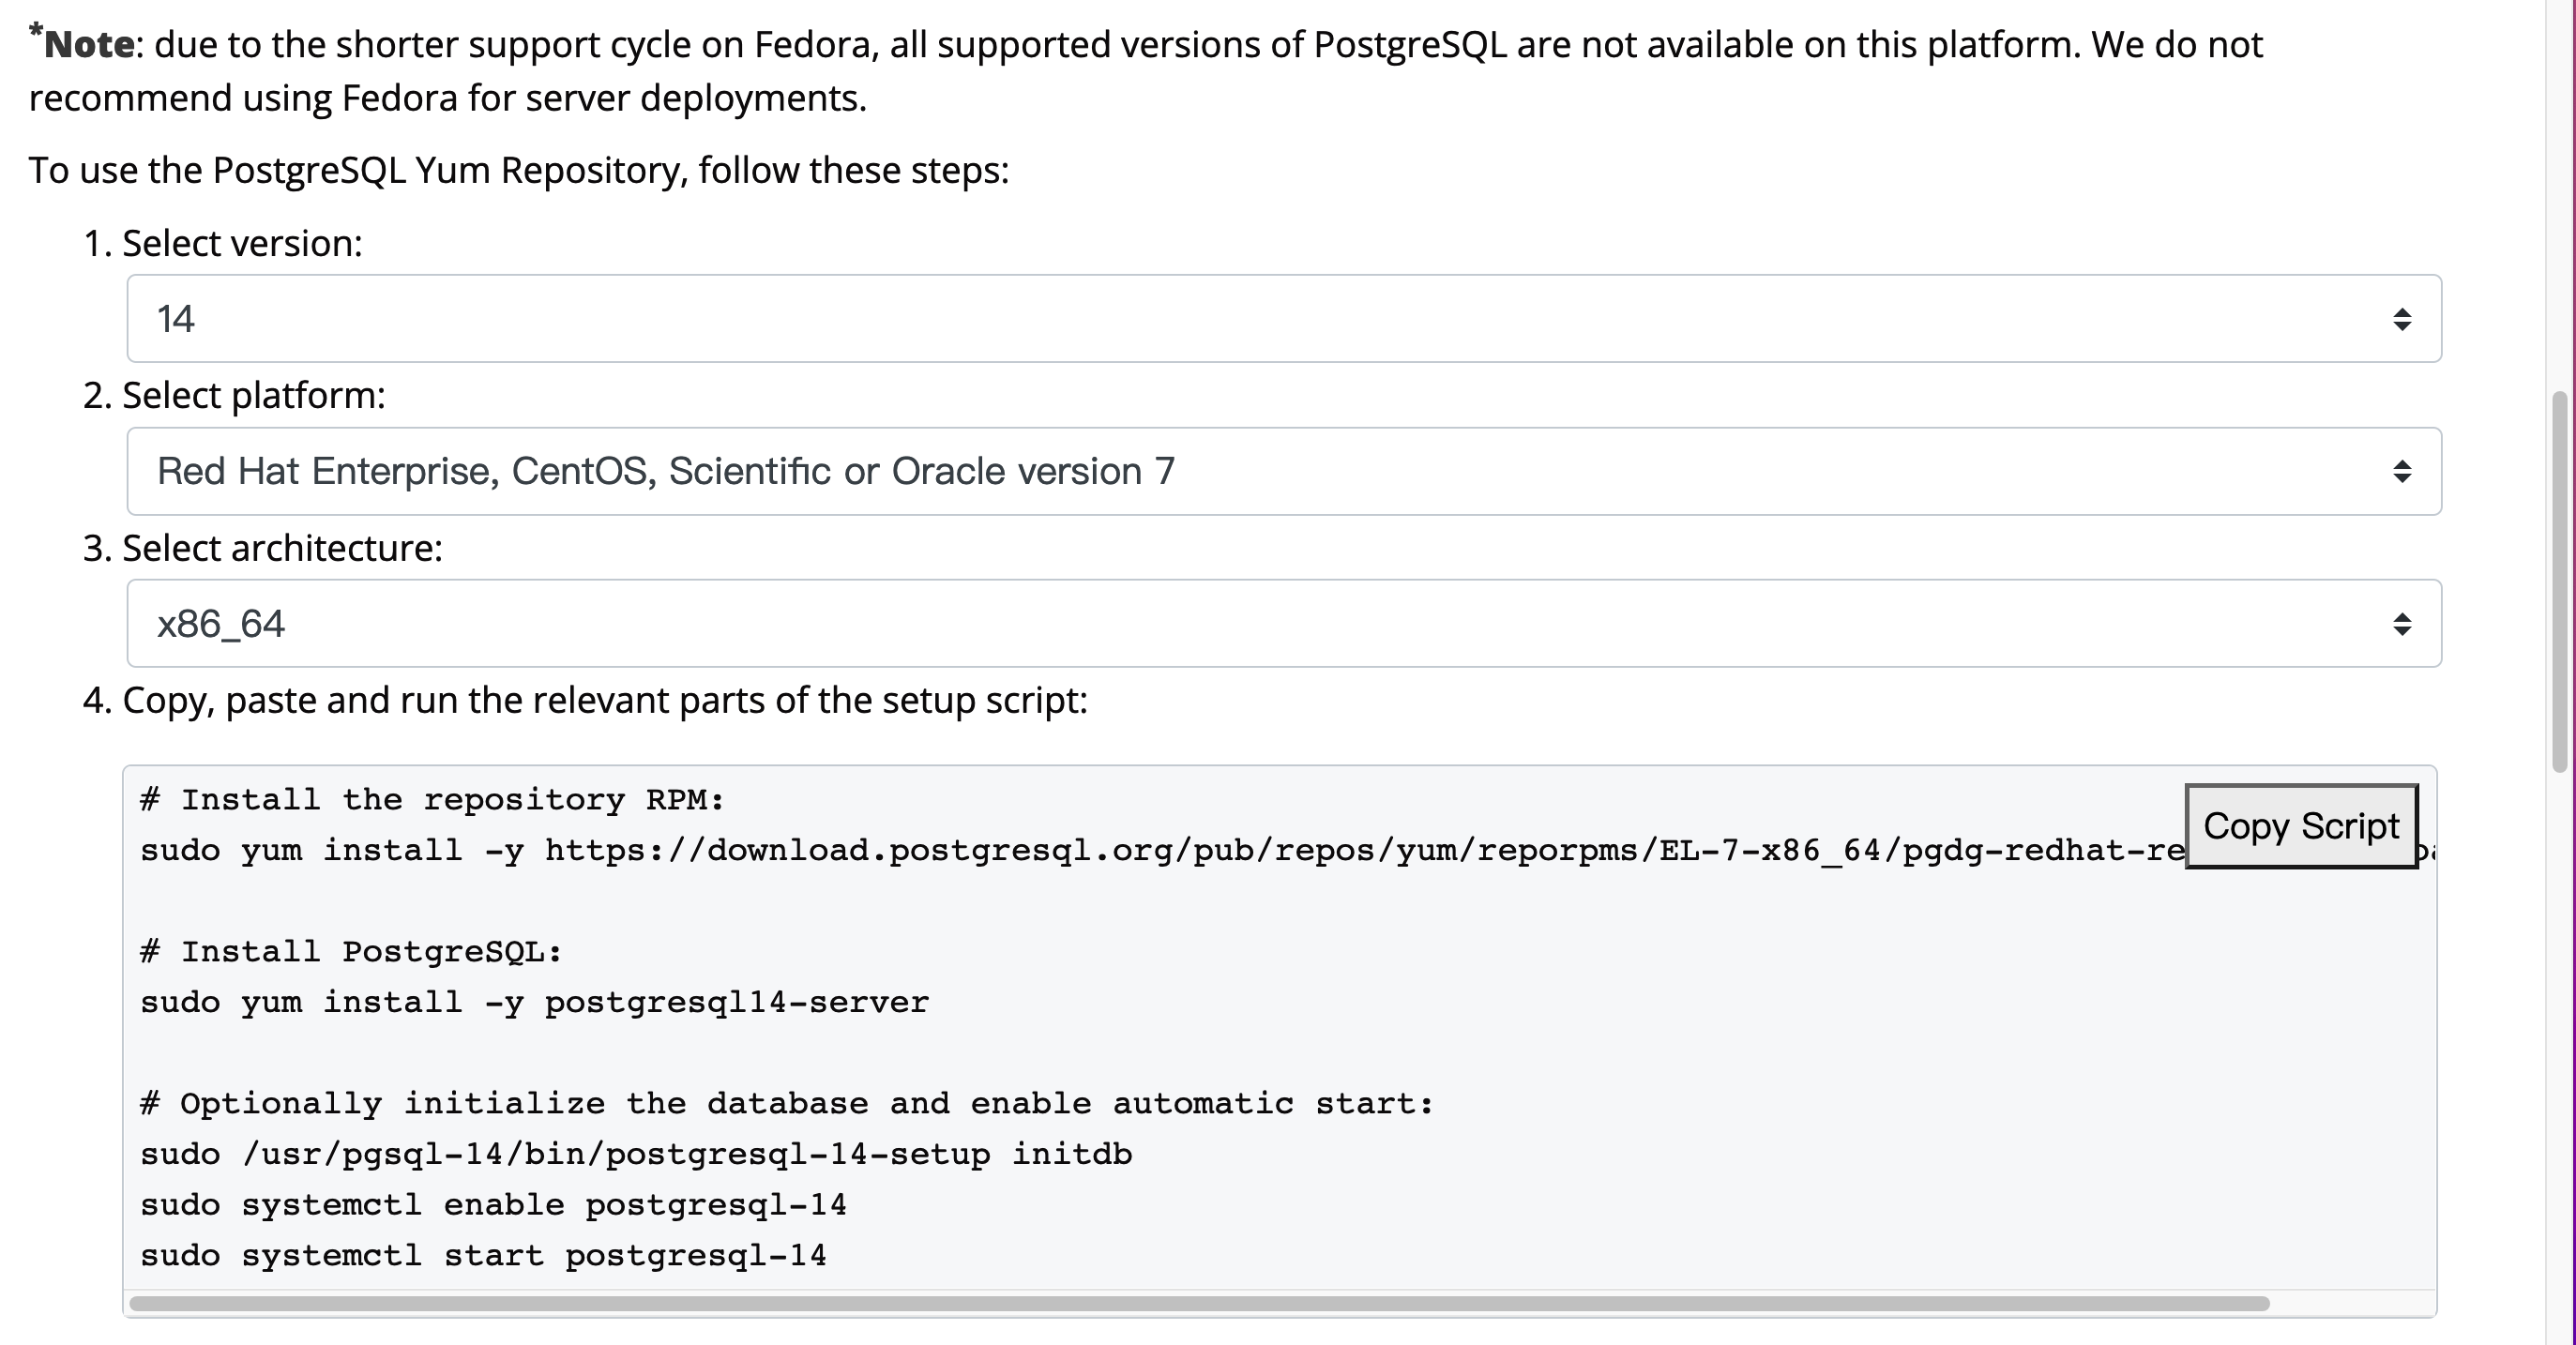 *Note: due to the shorter support cycle on Fedora, all supported versions of PostgreSQL are not available on this platform. We do not
recommend using Fedora for server deployments.
To use the PostgreSQL Yum Repository, follow these steps:
1. Select version:
14
2. Select platform:
Red Hat Enterprise, CentOS, Scientific or Oracle version 7
3. Select architecture:
x86_64
4. Copy, paste and run the relevant parts of the setup script:
# Install the repository RPM:
Copy Script
sudo yum install -y https://download.postgresql.org/pub/repos/yum/reporpms/EL-7-x86_64/pgdg-redhat-re
# Install PostgreSQL:
sudo yum install -y postgresql14-server
# Optionally initialize the database and enable automatic start:
sudo /usr/pgsql-14/bin/postgresql-14-setup initdb
sudo systemctl enable postgresql-14
sudo systemctl start postgresql-14